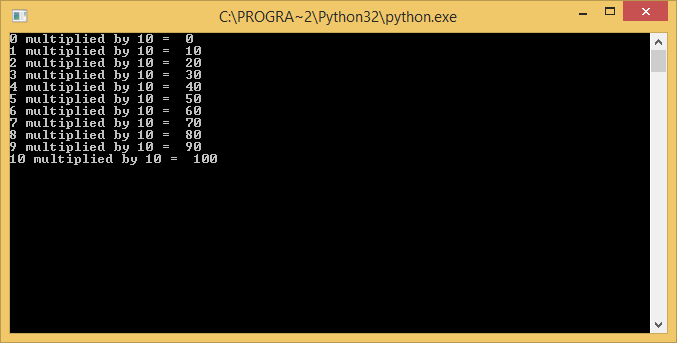 C:\PROGRA~2\Python32\python.exe
0 multiplied by 10 =  0
1 multiplied by 10 =  10
2 multiplied by 10 =  20
3 multiplied by 10 =  30
4 multiplied by 10 =  40
5 multiplied by 10 =  50
6 multiplied by 10 =  60
7 multiplied by 10 =  70
8 multiplied by 10 =  80
9 multiplied by 10 =  90
10 multiplied by 10 =  100